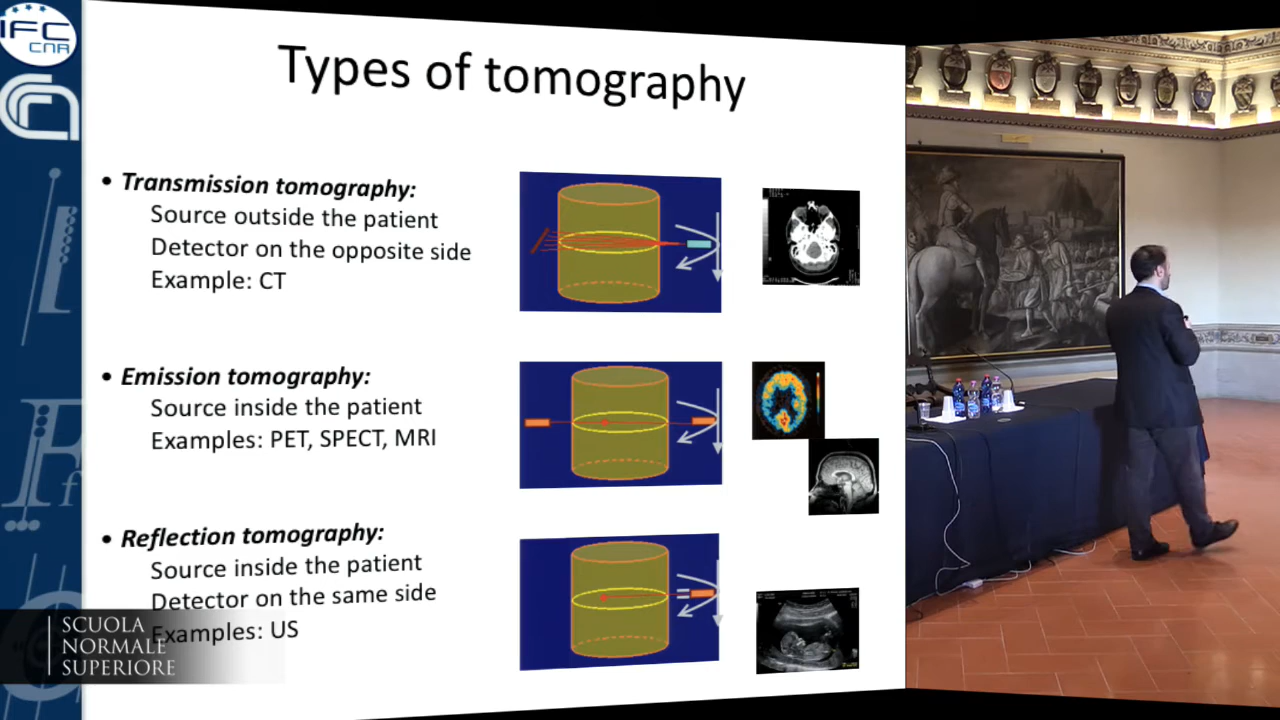 IFC
CNR
Types of tomography
• Transmission tomography:
Source outside the patient
Detector on the opposite side
Example: CT
• Emission tomography:
Source inside the patient
Examples: PET, SPECT, MRI
• Reflection tomography:
Source inside the patient
Detector on the same side
Examples: US
SCUOLA
NORMALE
SUPERIORE